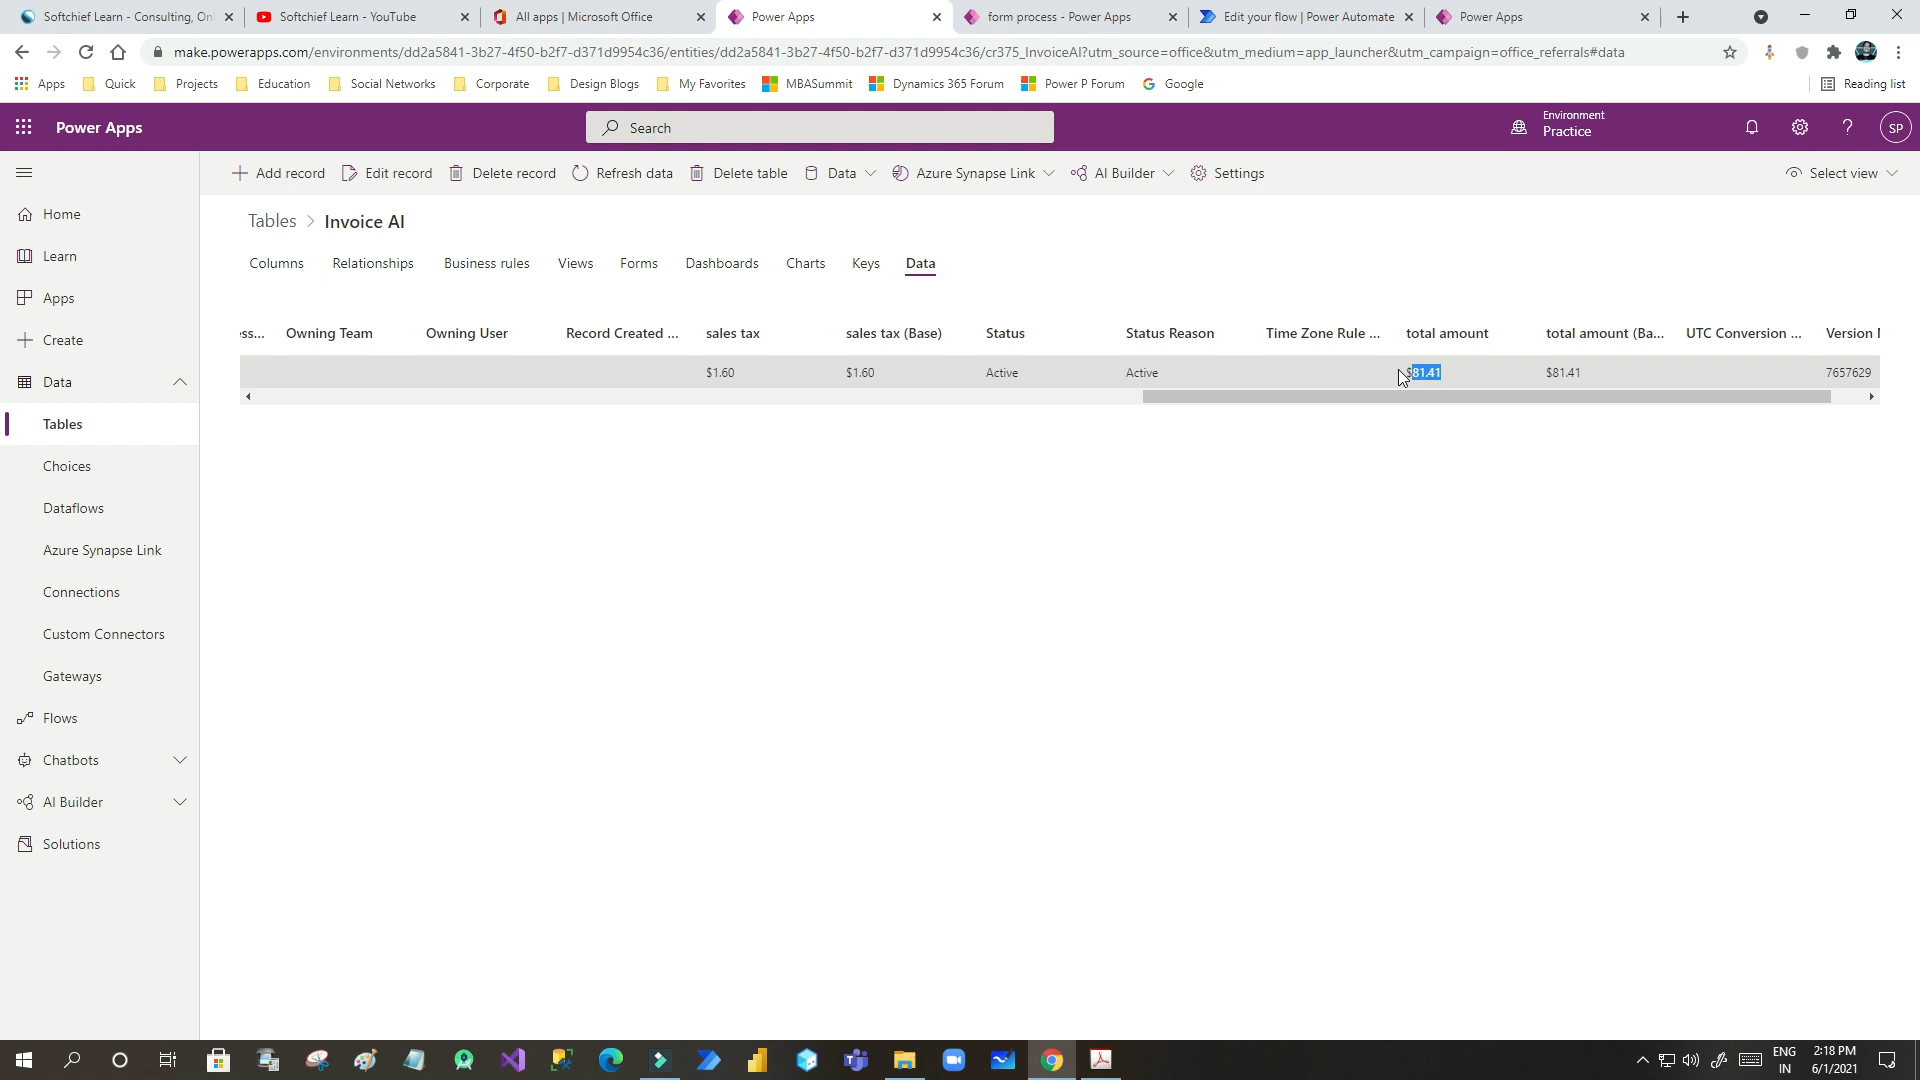 Softchief Learn - Consulting, On
Softchief Learn - YouTube
All apps | Microsoft Office
Power Apps
form process - Power Apps
Edit your flow | Power Automate
Power Apps
make.powerapps.com/environments/dd2a5841-3b27-4f50-b2f7-d371d9954c36/entities/dd2a5841-3b27-4f50-b2f7-d371d9954c36/cr375_InvoiceAI?utm_source=office&utm_medium=app_launcher&utm_campaign=office_referrals#data
Apps
Quick
Projects
Education
Social Networks
Corporate
Design Blogs
My Favorites
MBASummit
Dynamics 365 Forum
Power P Forum
Google
Reading list
Power Apps
Search
Environment
Practice
SP
Add record
Edit record
Delete record
Refresh data
Delete table
Data
Azure Synapse Link
AI Builder
Settings
Select view
Home
Learn
Apps
Create
Data
Tables
Choices
Dataflows
Azure Synapse Link
Connections
Custom Connectors
Gateways
Flows
Chatbots
AI Builder
Solutions
Tables > Invoice AI
Columns
Relationships
Business rules
Views
Forms
Dashboards
Charts
Keys
Data
ss... Owning Team Owning User Record Created ... sales tax sales tax (Base) Status Status Reason Time Zone Rule ... total amount total amount (Ba... UTC Conversion ... Version
$1.60 $1.60 Active Active $81.41 $81.41 7657629
ENG
IN
2:18 PM
6/1/2021